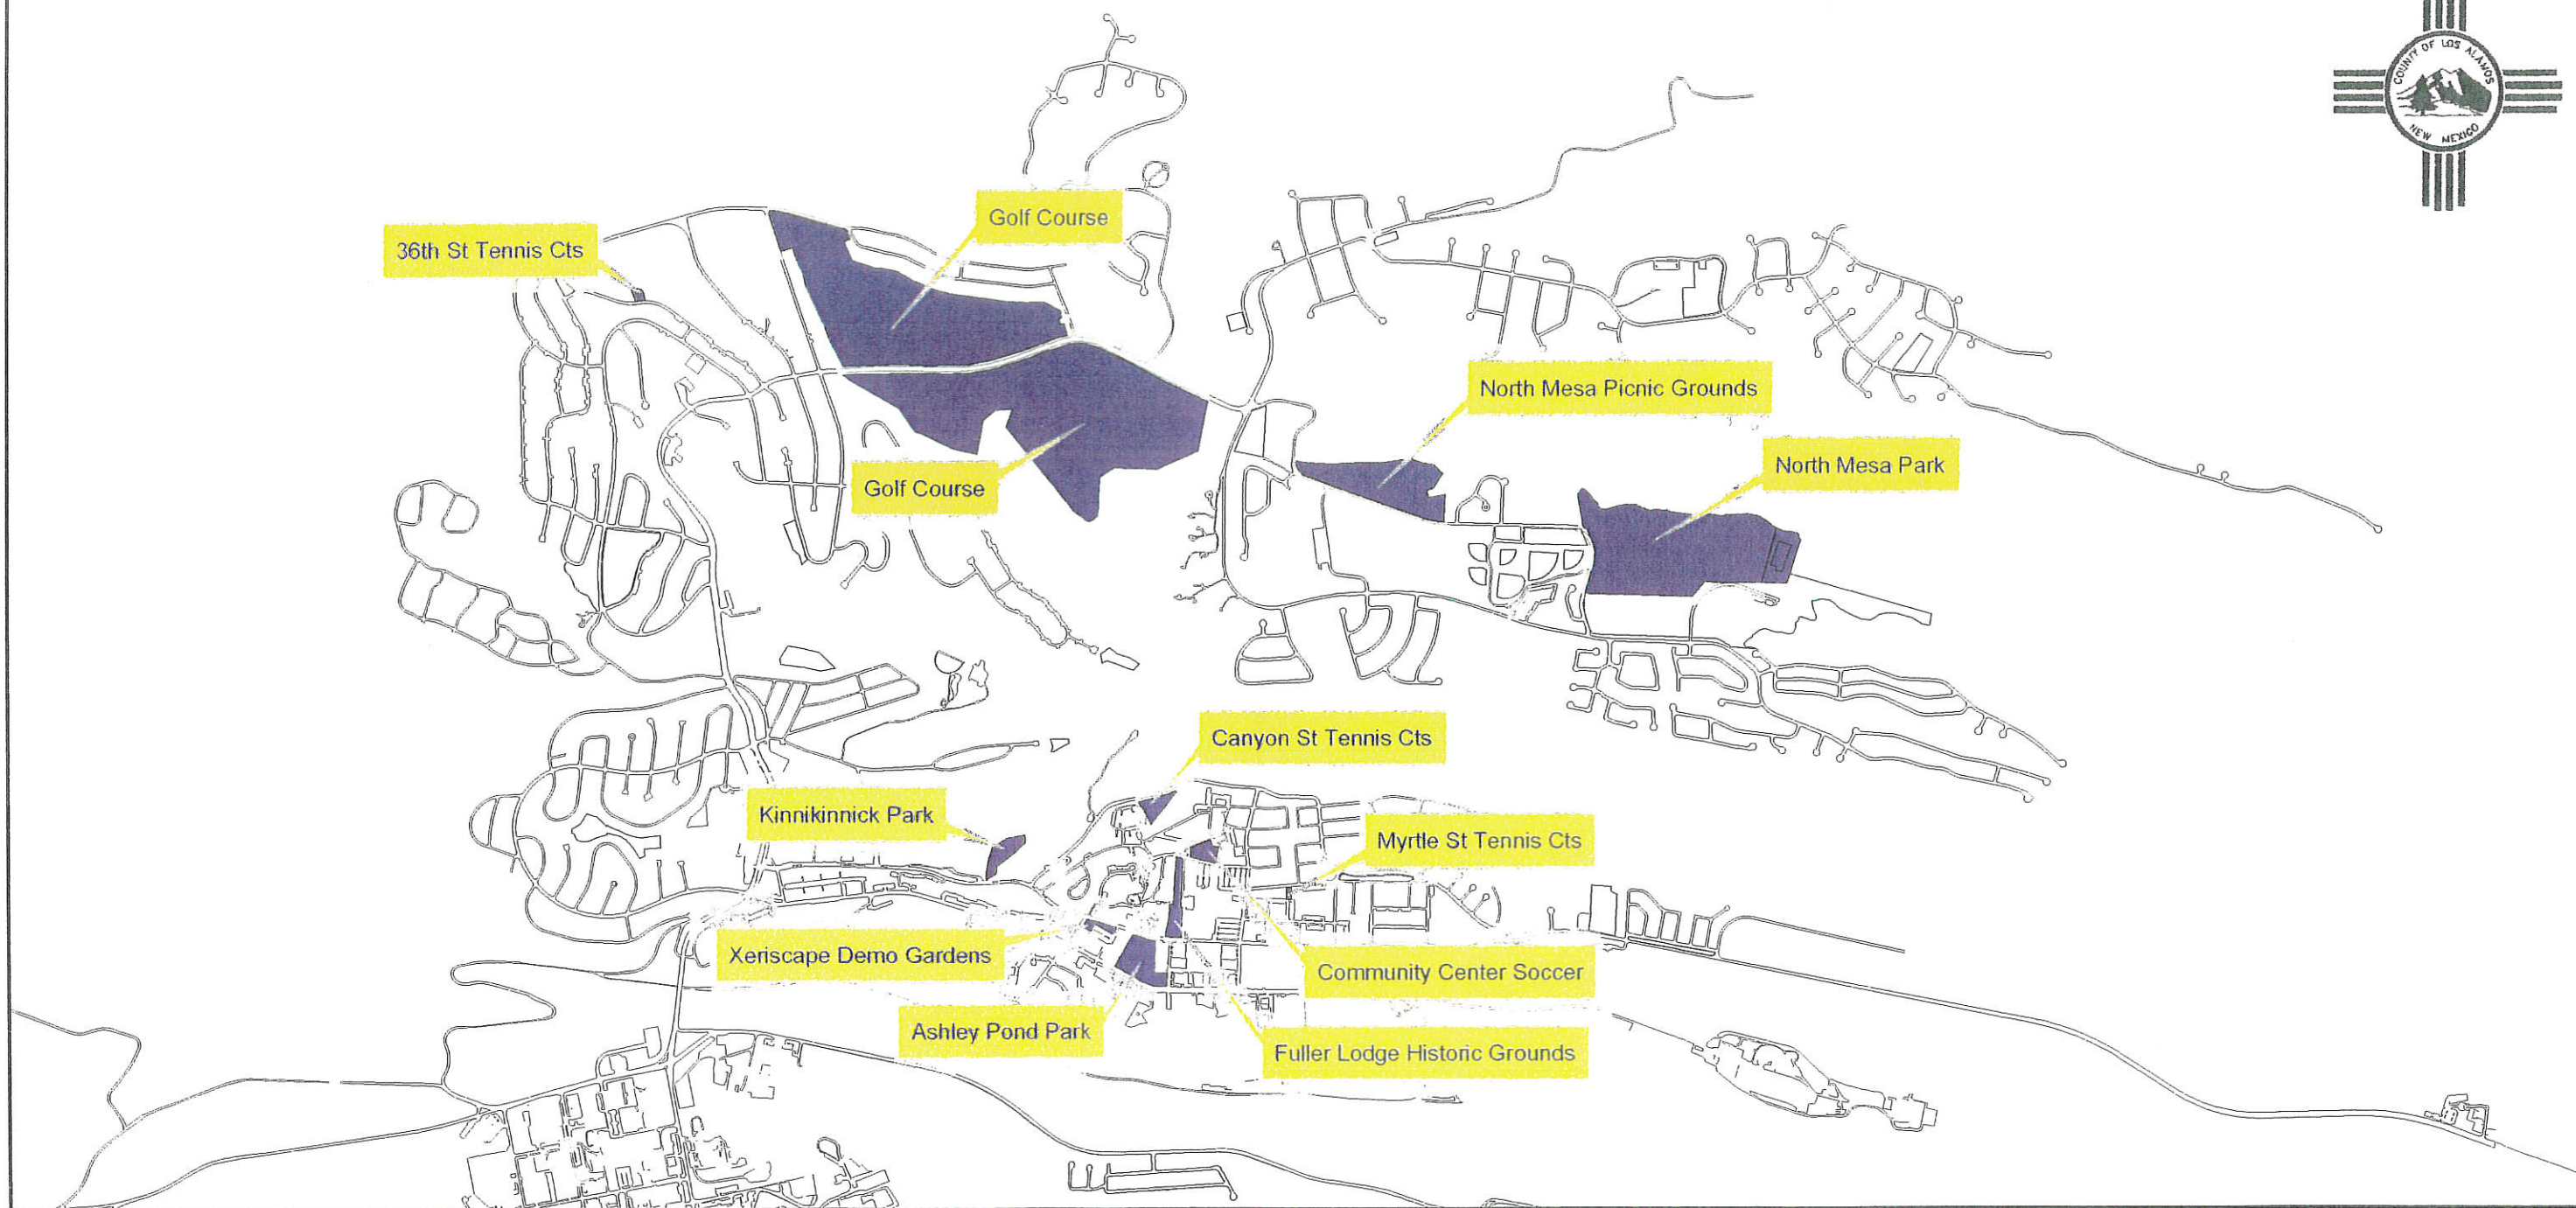 COUNTY OF LOS ALAMOS
NEW MEXICO
Golf Course
36th St Tennis Cts
North Mesa Picnic Grounds
North Mesa Park
Golf Course
Canyon St Tennis Cts
Kinnikinnick Park
Myrtle St Tennis Cts
Xeriscape Demo Gardens
Community Center Soccer
Ashley Pond Park
Fuller Lodge Historic Grounds